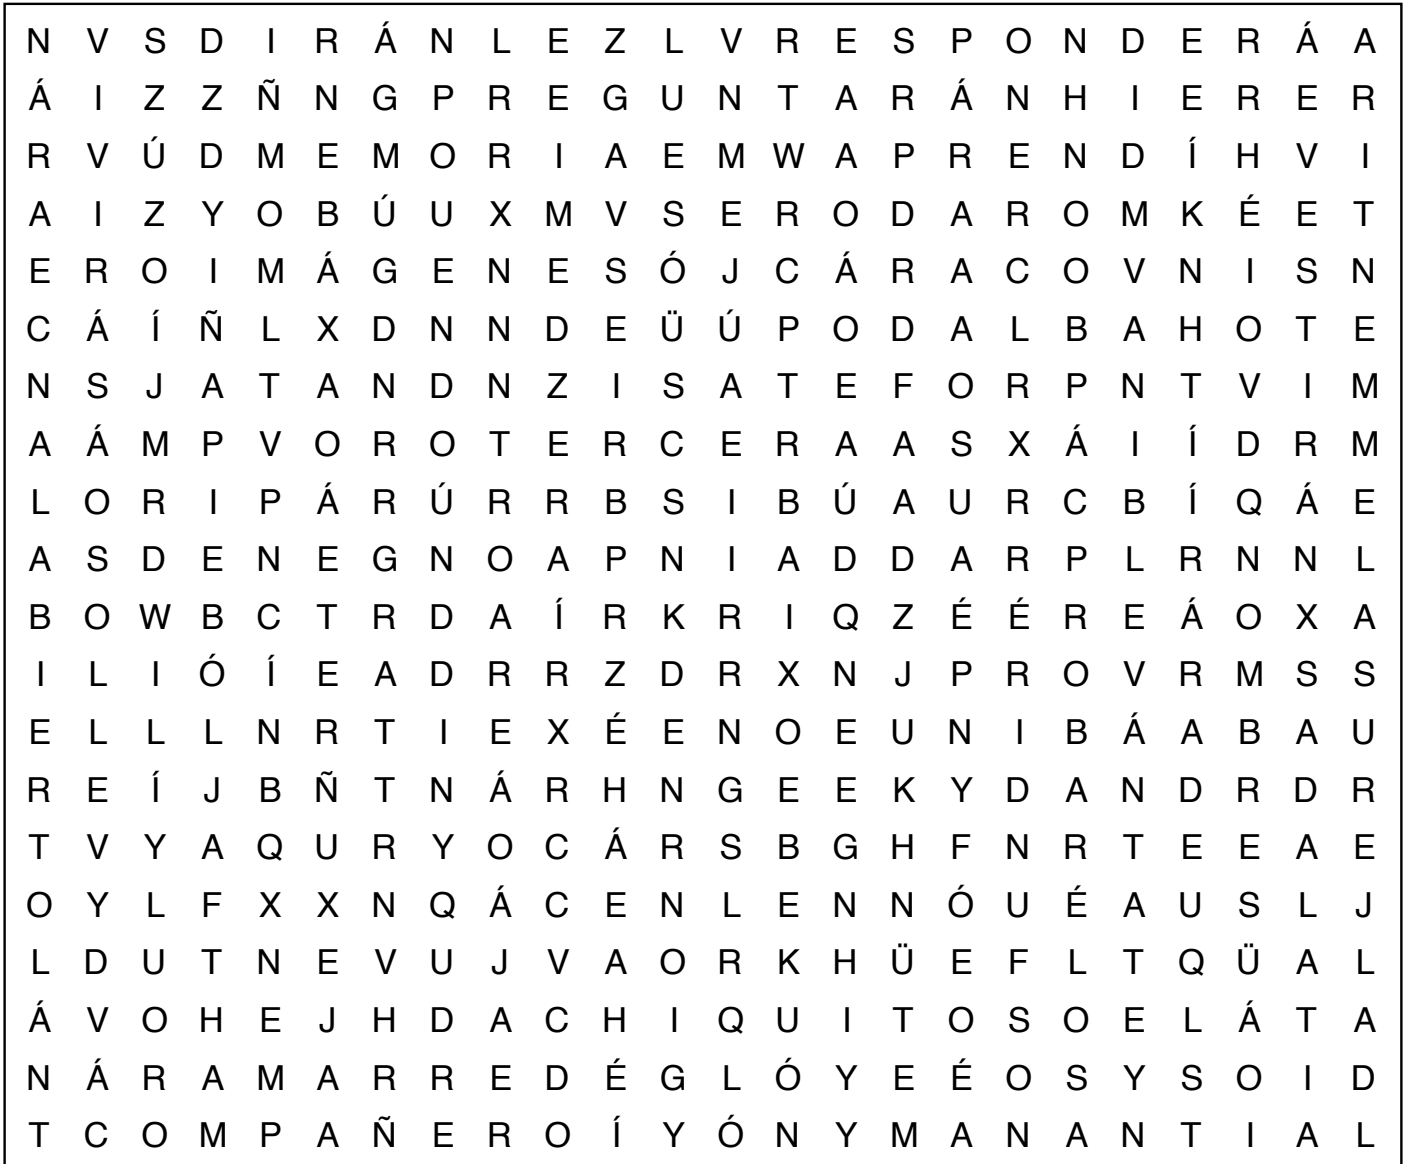 N V S D I R Á N L E Z L V R E S P O N D E R Á A
Á I Z Z Ñ N G P R E G U N T A R Á N H I E R E R
R V Ú D M E M O R I A E M W A P R E N D Í H V I
A I Z Y O B Ú U X M V S E R O D A R O M K É E T
E R O I M Á G E N E S Ó J C Á R A C O V N I S N
C Á Í Ñ L X D N N D E Ü Ú P O D A L B A H O T E
N S J A T A N D N Z I S A T E F O R P N T V I M
A Á M P V O R O T E R C E R A A S X Á I Í D R M
L O R I P Á R Ú R R B S I B Ú A U R C B Í Q Á E
A S D E N E G N O A P N I A D D A R P L R N N L
B O W B C T R D A Í R K R I Q Z É É R E Á O X A
I L I Ó Í E A D R R Z D R X N J P R O V R M S S
E L L L N R T I E X É E N O E U N I B Á A B A U
R E Í J B Ñ T N Á R H N G E E K Y D A N D R D R
T V Y A Q U R Y O C Á R S B G H F N R T E E A E
O Y L F X X N Q Á C E N L E N N Ó U É A U S L J
L D U T N E V U J V A O R K H Ü E F L T Q Ü A L
Á V O H E J H D A C H I Q U I T O S O E L Á T A
N Á R A M A R R E D É G L Ó Y E É O S Y S O I D
T C O M P A Ñ E R O Í Y Ó N Y M A N A N T I A L